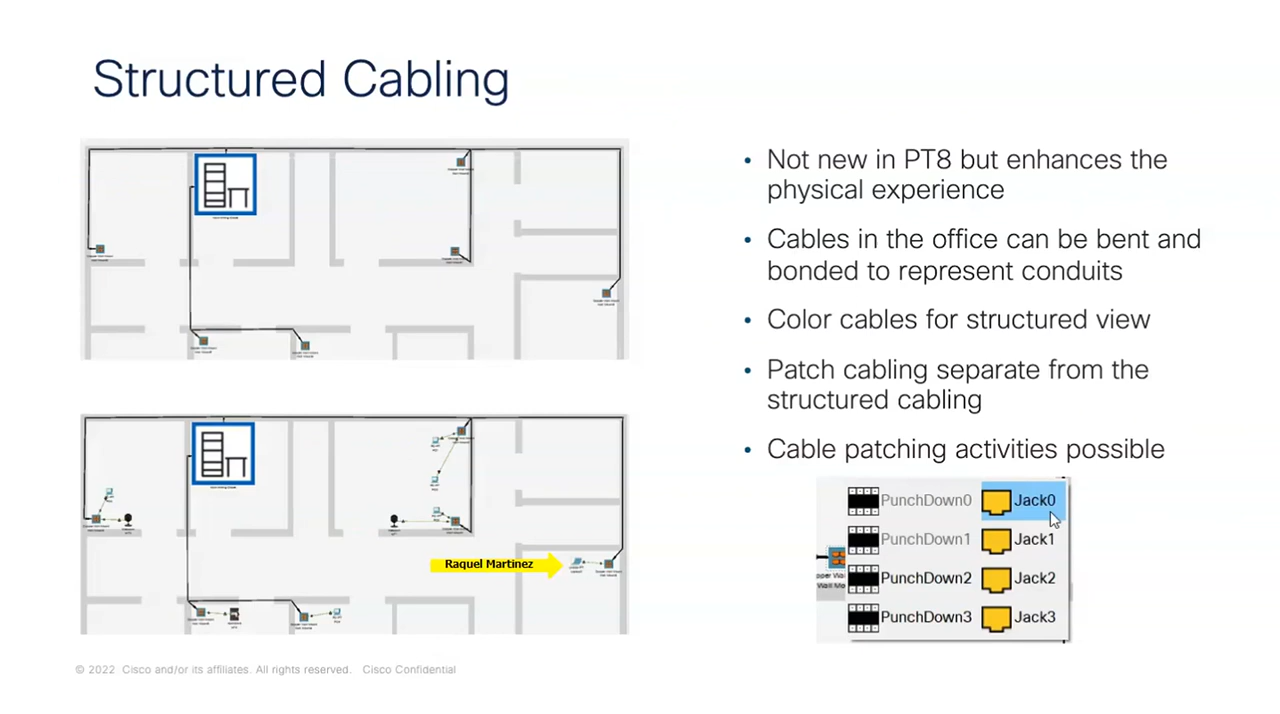 Structured Cabling
• Not new in PT8 but enhances the
physical experience
• Cables in the office can be bent and
bonded to represent conduits
• Color cables for structured view
• Patch cabling separate from the
structured cabling
• Cable patching activities possible
Raquel Martinez
PunchDown0 Jack0
PunchDown1 Jack1
PunchDown2 Jack2
PunchDown3 Jack3
© 2022 Cisco and/or its affiliates. All rights reserved. Cisco Confidential